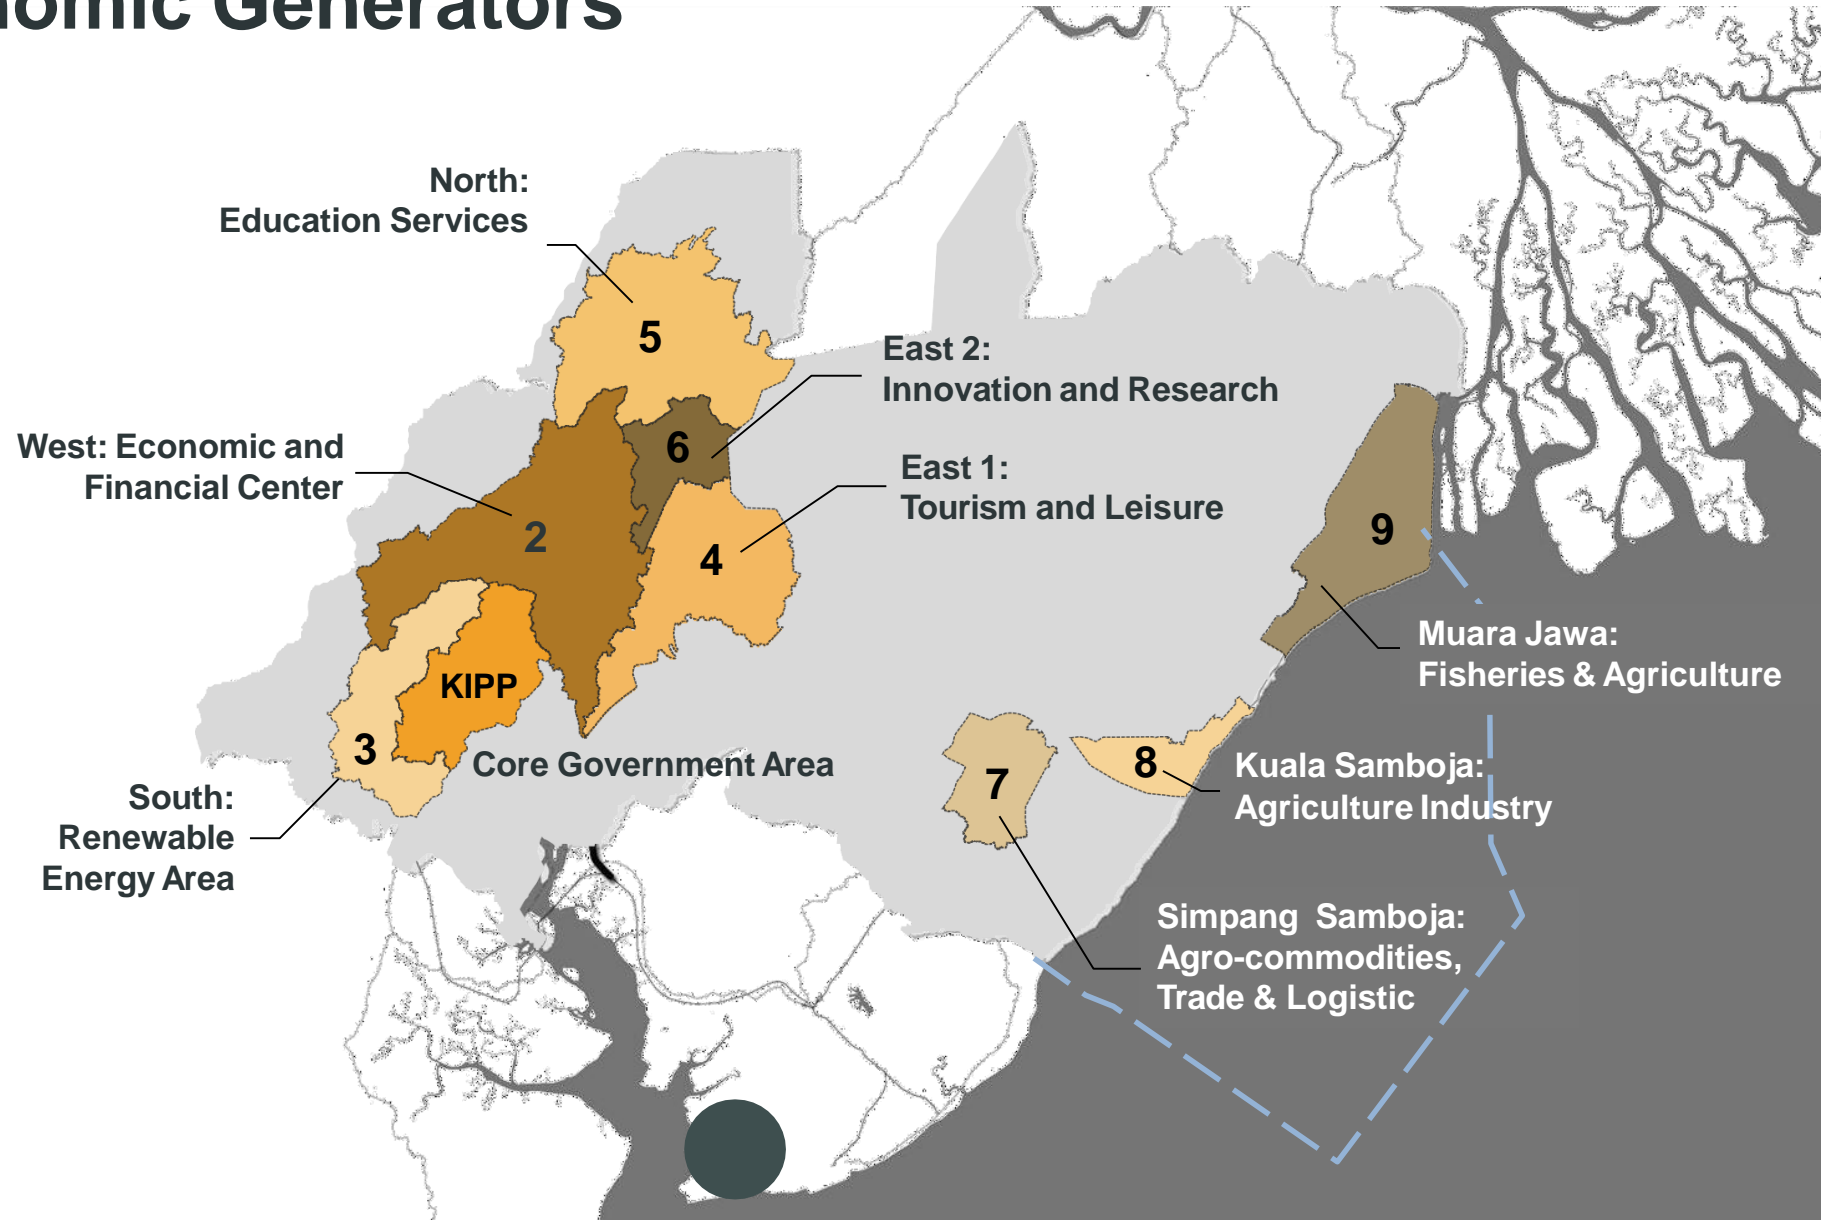 Generators
North:
Education Services
5
East 2:
Innovation and Research
West: Economic and
Financial Center
6
East 1:
Tourism and Leisure
2
4
9
KIPP
Muara Jawa:
Fisheries & Agriculture
3
Core Government Area
7
8
Kuala Samboja:
Agriculture Industry
South:
Renewable
Energy Area
Simpang Samboja:
Agro-commodities,
Trade & Logistic